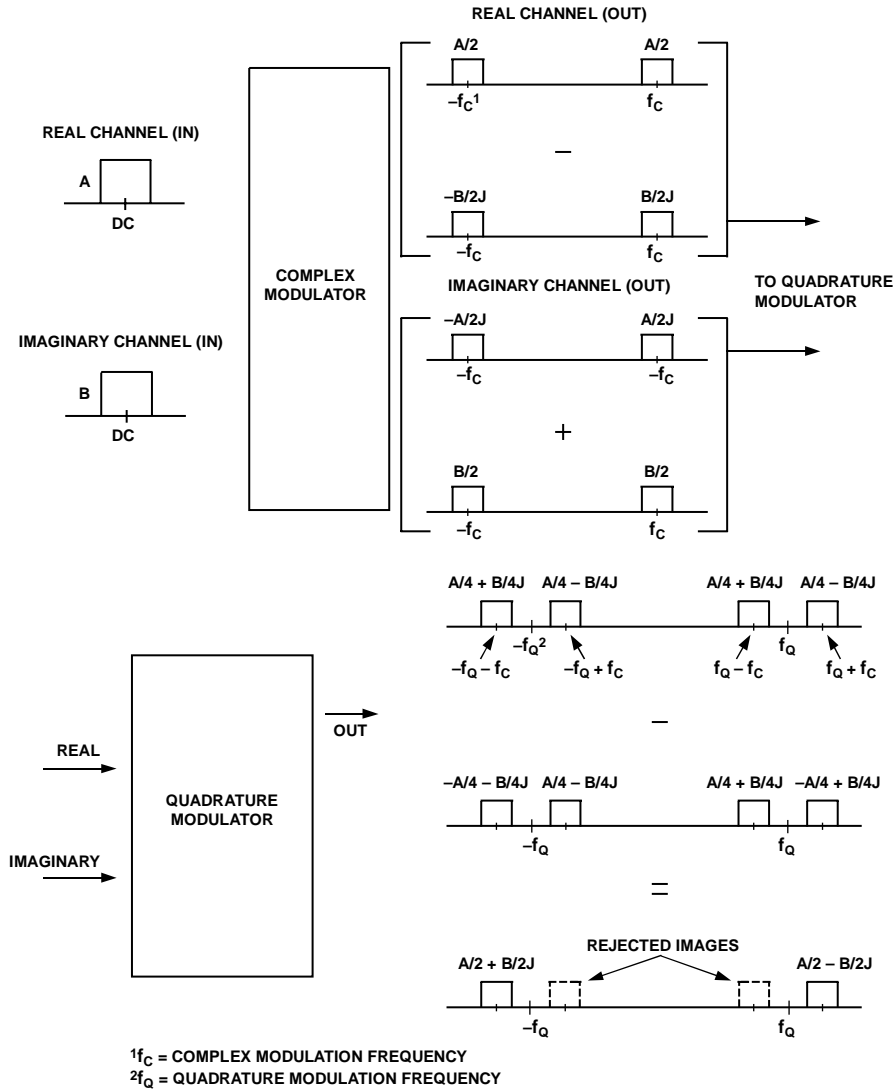 REAL CHANNEL (OUT)
A/2 A/2
–fC1 fC
REAL CHANNEL (IN)
–
A
DC
–B/2J B/2J
–fC fC
COMPLEX
MODULATOR
IMAGINARY CHANNEL (OUT)
TO QUADRATURE
MODULATOR
IMAGINARY CHANNEL (IN)
–A/2J A/2J
–fC –fC
B
DC
+
B/2 B/2
–fC fC
A/4 + B/4J A/4 – B/4J A/4 + B/4J A/4 – B/4J
–fQ2 fQ
–fQ – fC –fQ + fC fQ – fC fQ + fC
OUT
–
REAL
QUADRATURE
MODULATOR
–A/4 – B/4J A/4 – B/4J A/4 + B/4J –A/4 + B/4J
–fQ fQ
IMAGINARY
=
REJECTED IMAGES
A/2 + B/2J A/2 – B/2J
–fQ fQ
1fC = COMPLEX MODULATION FREQUENCY
2fQ = QUADRATURE MODULATION FREQUENCY